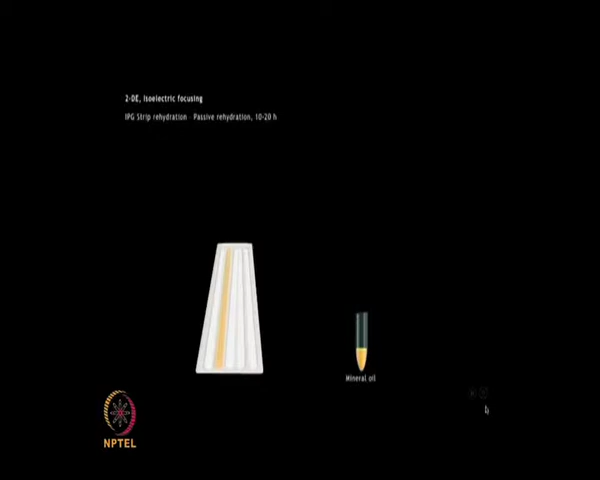 2-DE, Isoelectric focusing
IPG Strip rehydration - Passive rehydration, 10-20 h
Mineral oil
NPTEL